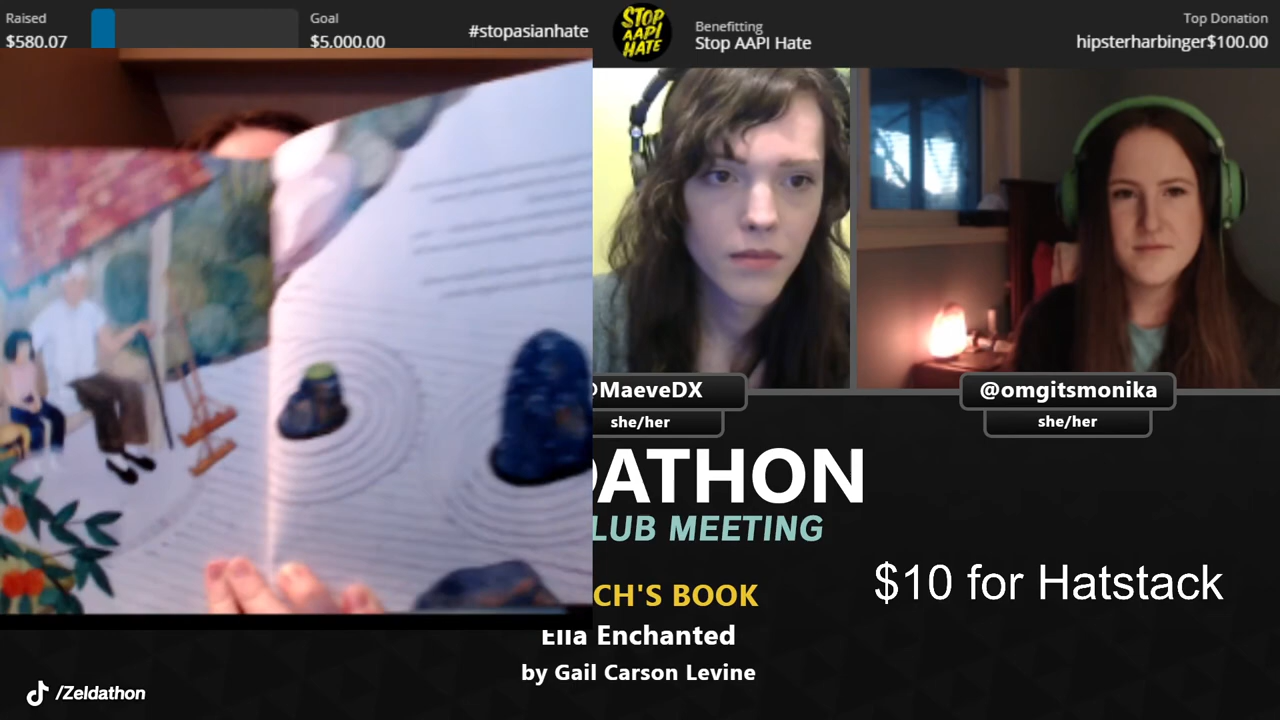 Raised
$580.07
Goal
$5,000.00
#stopasianhate
STOP
AAPI
HATE
Benefitting
Stop AAPI Hate
Top Donation
hipsterharbinger$100.00
MaeveDX
she/her
@omgitsmonika
she/her
DATHON
LUB MEETING
CH'S BOOK
Ella Enchanted
by Gail Carson Levine
$10 for Hatstack
/Zeldathon